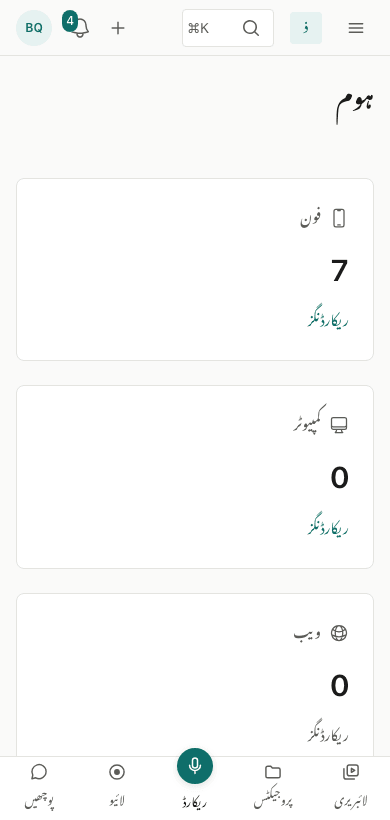 ذ
⌘K
4
BQ
ہوم
فون
7
ریکارڈنگز
کمپیوٹر
0
ریکارڈنگز
ویب
0
ریکارڈنگز
لائبریری
پروجیکٹس
ریکارڈ
لائیو
پوچھیں